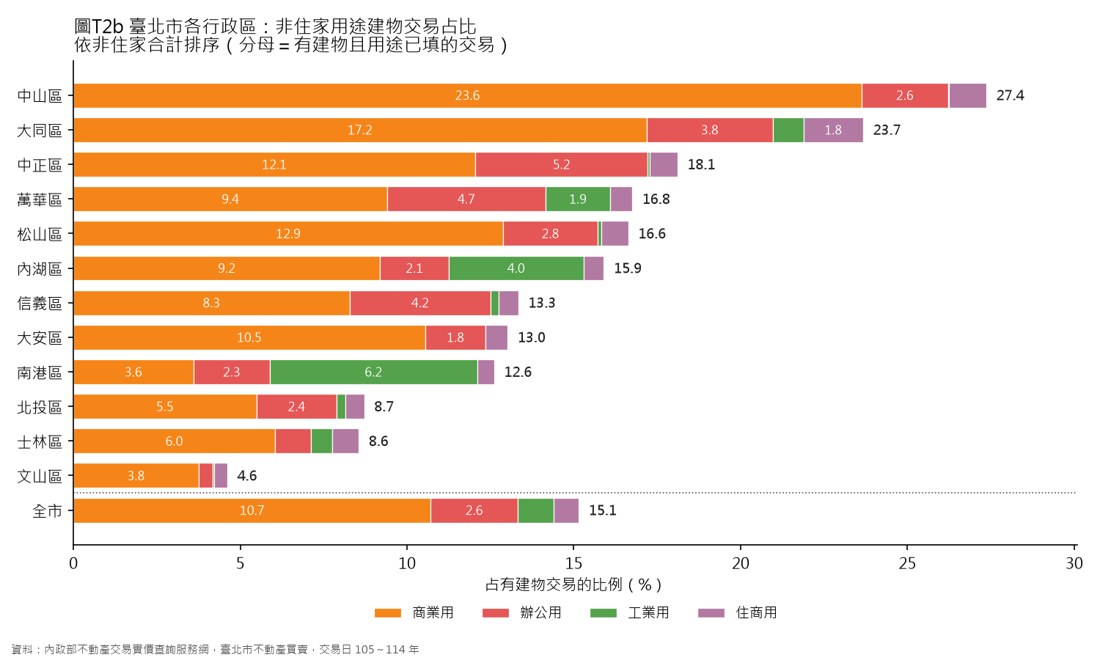 圖T2b 臺北市各行政區：非住家用途建物交易占比
依非住家合計排序（分母＝有建物且用途已填的交易）
中山區 23.6 2.6 27.4
大同區 17.2 3.8 1.8 23.7
中正區 12.1 5.2 18.1
萬華區 9.4 4.7 1.9 16.8
松山區 12.9 2.8 16.6
內湖區 9.2 2.1 4.0 15.9
信義區 8.3 4.2 13.3
大安區 10.5 1.8 13.0
南港區 3.6 2.3 6.2 12.6
北投區 5.5 2.4 8.7
士林區 6.0 8.6
文山區 3.8 4.6
全市 10.7 2.6 15.1
0 5 10 15 20 25 30
占有建物交易的比例（%）
商業用 辦公用 工業用 住商用
資料：內政部不動產交易實價查詢服務網，臺北市不動產買賣，交易日 105～114 年